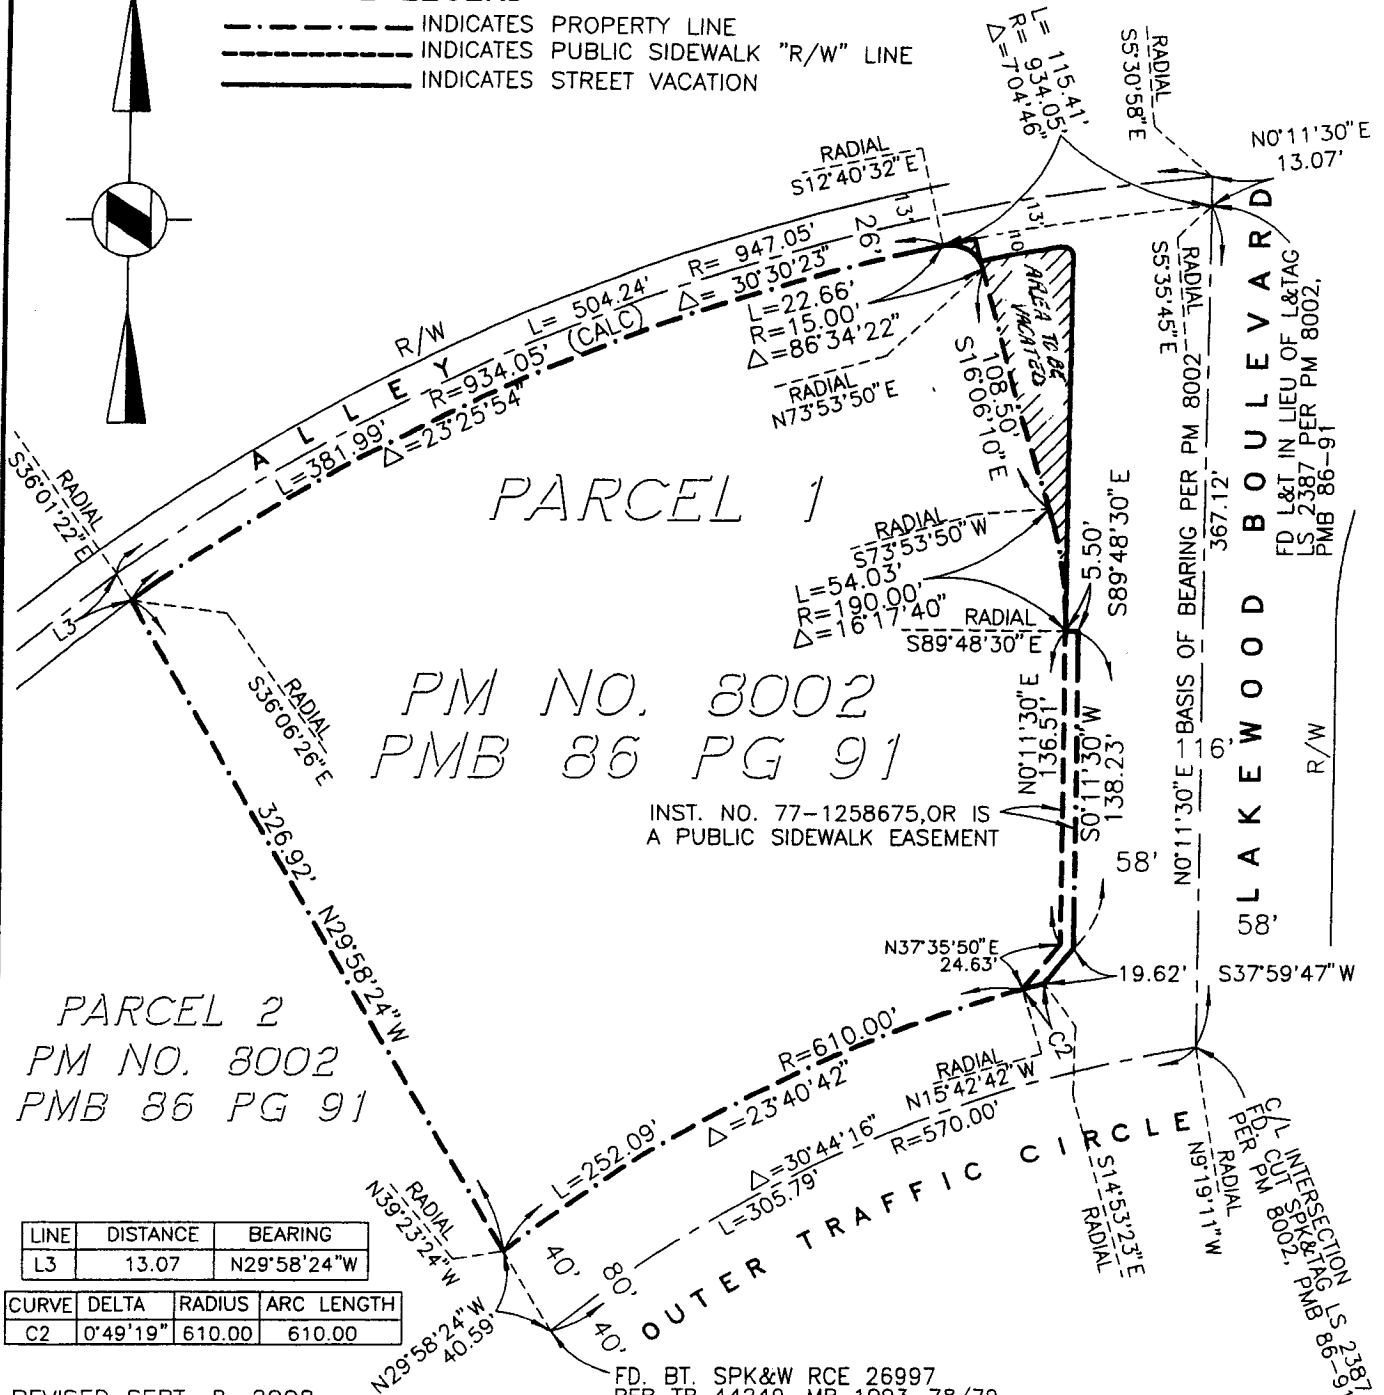 INDICATES PROPERTY LINE
INDICATES PUBLIC SIDEWALK "R/W" LINE
INDICATES STREET VACATION
N
L= 115.41'
R= 934.05'
△=7°04'46"
RADIAL
S5°30'58"E
N0°11'30"E
13.07'
RADIAL
S12°40'32"E
13'
13'
26'
10'
R/W
L= 504.24'
R= 947.05'
△= 30°30'23"
(CALC)
ALLEY
L=381.99'
R=934.05'
△=23°25'54"
L=22.66'
R=15.00'
△=86°34'22"
RADIAL
N73°53'50"E
AREA TO BE
VACATED
108.50'
S16°06'10"E
RADIAL
S5°35'45"E
FD L&T IN LIEU OF L&TAG
LS 2387 PER PM 8002,
PMB 86-91
LAKEWOOD BOULEVARD
N0°11'30"E BASIS OF BEARING PER PM 8002
367.12'
RADIAL
S36°01'22"E
L3
RADIAL
S36°06'26"E
PARCEL 1
RADIAL
S73°53'50"W
L=54.03'
R=190.00'
△=16°17'40"
RADIAL
S89°48'30"E
5.50'
S89°48'30"E
PM NO. 8002
PMB 86 PG 91
N0°11'30"E
136.51'
S0°11'30"W
138.23'
116'
R/W
INST. NO. 77-1258675,OR IS
A PUBLIC SIDEWALK EASEMENT
58'
58'
326.92'
N29°58'24"W
N37°35'50"E
24.63'
19.62'
S37°59'47"W
C2
PARCEL 2
PM NO. 8002
PMB 86 PG 91
R=610.00'
△=23°40'42"
L=252.09'
RADIAL
N15°42'42"W
△=30°44'16"
R=570.00'
L=305.79'
OUTER TRAFFIC CIRCLE
S14°53'23"E
RADIAL
RADIAL
N9°19'11"W
C/L INTERSECTION
FD. CUT SPK&TAG LS 2387
PER PM 8002, PMB 86-9
RADIAL
N39°23'24"W
40'
80'
40'
N29°58'24"W
40.59'
LINE DISTANCE BEARING
L3 13.07 N29°58'24"W
CURVE DELTA RADIUS ARC LENGTH
C2 0°49'19" 610.00 610.00
FD. BT. SPK&W RCE 26997